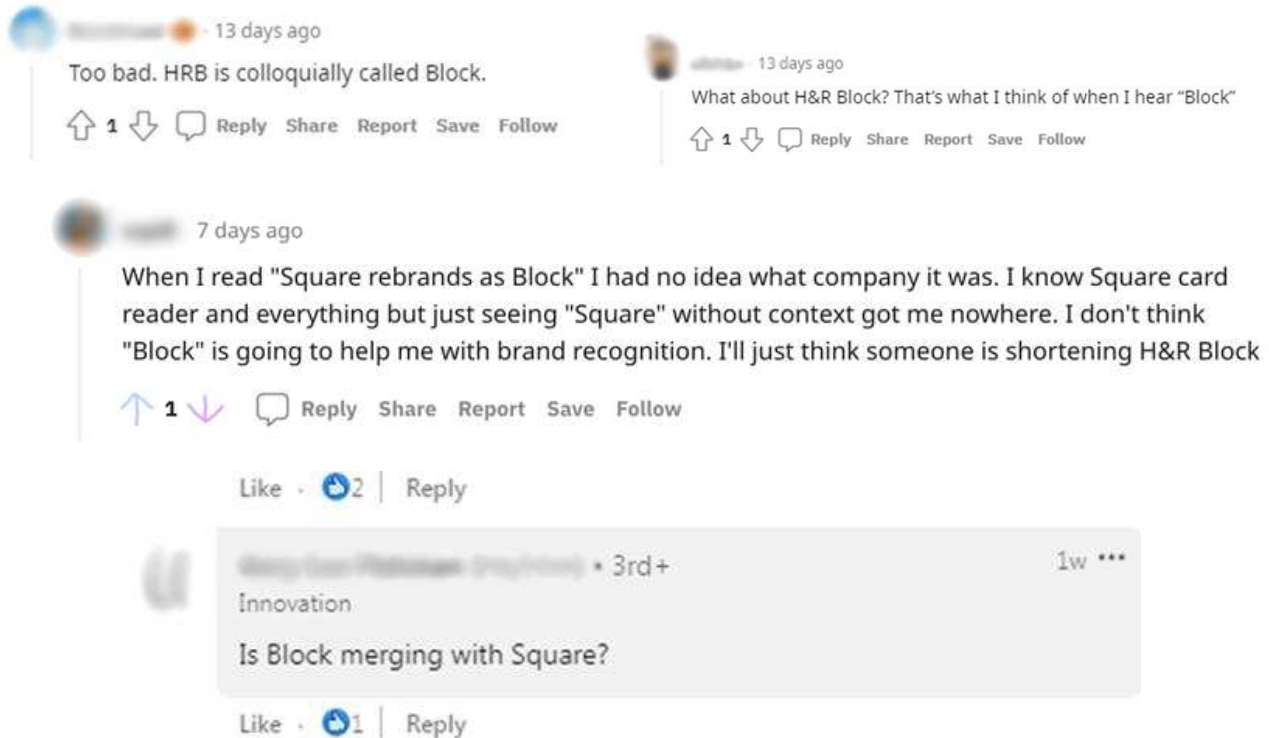 · 13 days ago
Too bad. HRB is colloquially called Block.
1 Reply Share Report Save Follow
· 13 days ago
What about H&R Block? That's what I think of when I hear “Block”
1 Reply Share Report Save Follow
7 days ago
When I read "Square rebrands as Block" I had no idea what company it was. I know Square card
reader and everything but just seeing "Square" without context got me nowhere. I don't think
"Block" is going to help me with brand recognition. I'll just think someone is shortening H&R Block
1 Reply Share Report Save Follow
Like · 2 | Reply
• 3rd+ 1w •••
Innovation
Is Block merging with Square?
Like · 1 | Reply